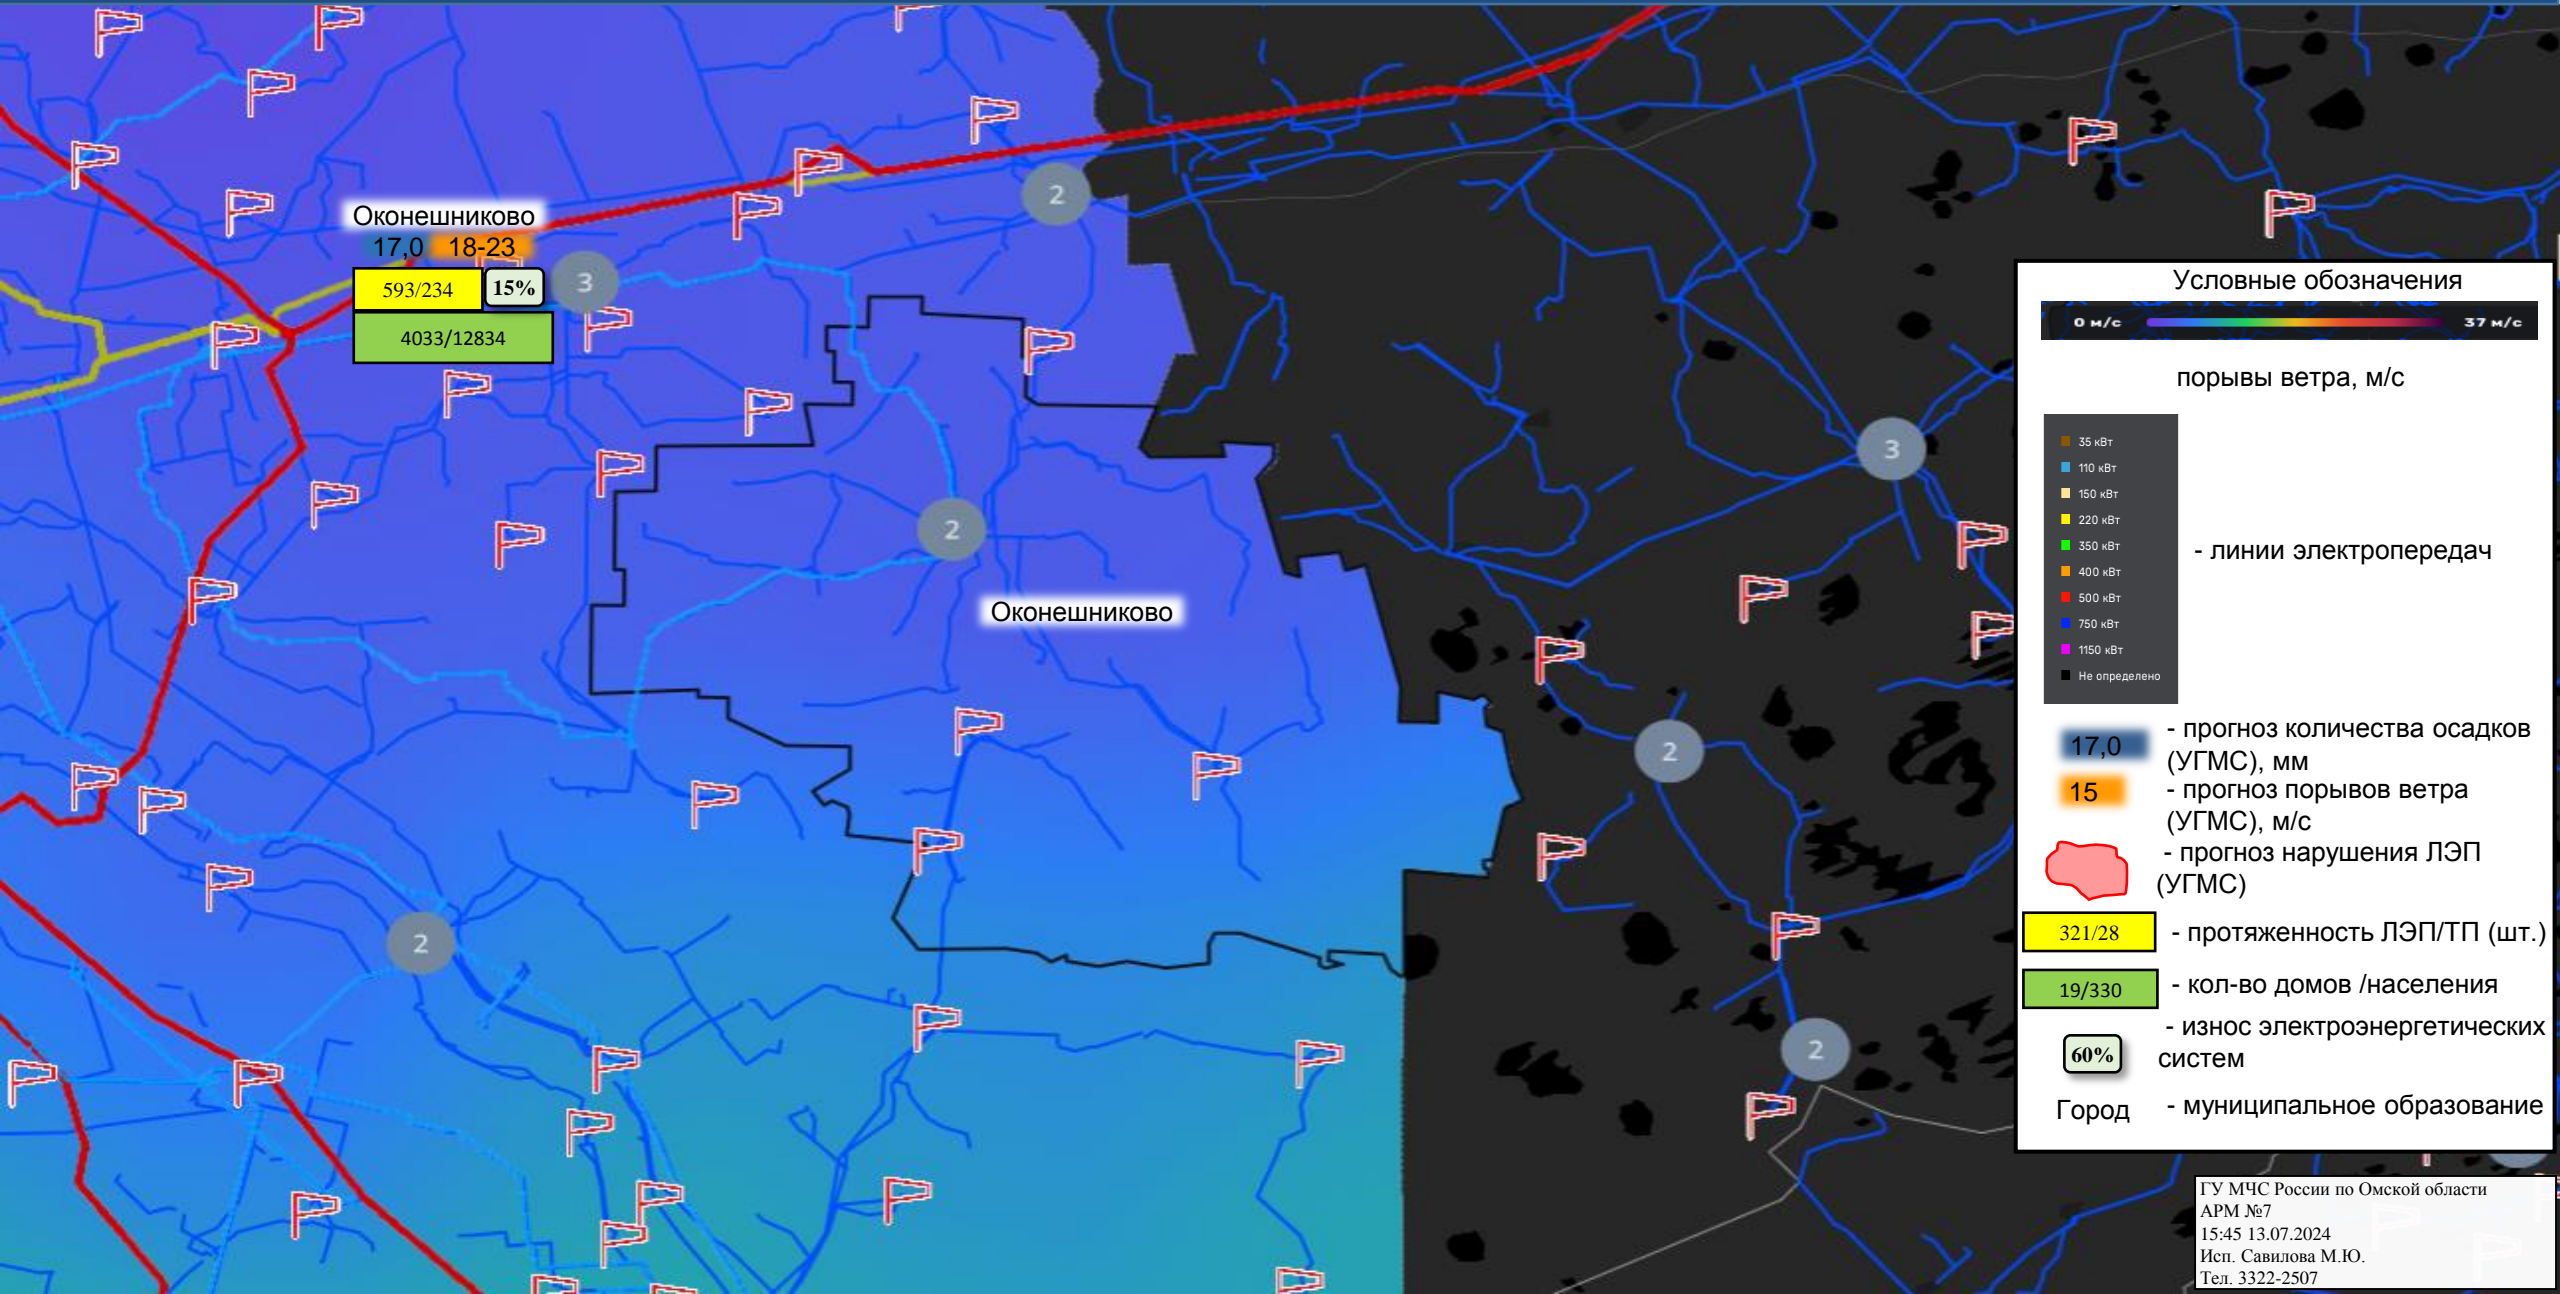 Оконешниково
17,0 18-23
593/234 15%
4033/12834
3
2
2
Оконешниково
2
3
2
2
Условные обозначения
0 м/с 37 м/с
порывы ветра, м/с
35 кВт
110 кВт
150 кВт
220 кВт
350 кВт
400 кВт
500 кВт
750 кВт
1150 кВт
Не определено
- линии электропередач
17,0 - прогноз количества осадков
(УГМС), мм
15 - прогноз порывов ветра
(УГМС), м/с
- прогноз нарушения ЛЭП
(УГМС)
321/28 - протяженность ЛЭП/ТП (шт.)
19/330 - кол-во домов /населения
60% - износ электроэнергетических
систем
Город - муниципальное образование
ГУ МЧС России по Омской области
АРМ №7
15:45 13.07.2024
Исп. Савилова М.Ю.
Тел. 3322-2507